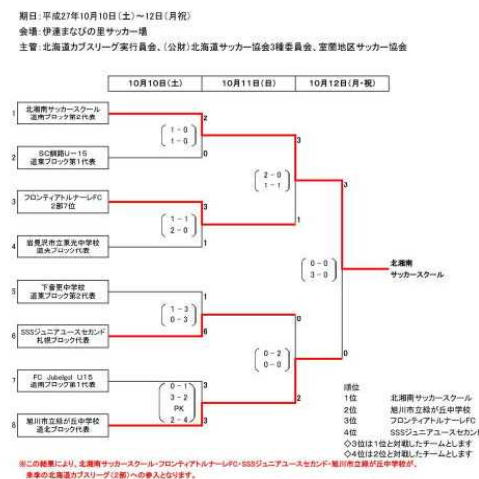 期日：平成27年10月10日（土）～12日（月祝）
会場：伊達まなびの里サッカー場
主管：北海道カブスリーグ実行委員会、（公財）北海道サッカー協会3種委員会、室蘭地区サッカー協会
10月10日（土） 10月11日（日） 10月12日（月・祝）
1 北湘南サッカースクール
道南ブロック第2代表
2
1 - 0
1 - 0
2 SC釧路U-15
道東ブロック第1代表
0
3
2 - 0
1 - 1
3 フロンティアトルナーレFC
2部7位
3
1 - 1
2 - 0
1
4 岩見沢市立東光中学校
道央ブロック代表
1
3
0 - 0
3 - 0
北湘南
サッカースクール
5 下音更中学校
道東ブロック第2代表
1
1 - 3
0 - 3
6 SSSジュニアユースセカンド
札幌ブロック代表
6
0
0 - 2
0 - 0
0
7 FC Jubelgol U15
道南ブロック第1代表
3
0 - 1
3 - 2
PK
2 - 4
2
8 旭川市立緑が丘中学校
道北ブロック代表
3
順位
1位 北湘南サッカースクール
2位 旭川市立緑が丘中学校
3位 フロンティアトルナーレFC
4位 SSSジュニアユースセカンド
◇3位は1位と対戦したチームとします
◇4位は2位と対戦したチームとします
※この結果により、北湘南サッカースクール・フロンティアトルナーレFC・SSSジュニアユースセカンド・旭川市立緑が丘中学校が、
来季の北海道カブスリーグ（2部）への参入となります。